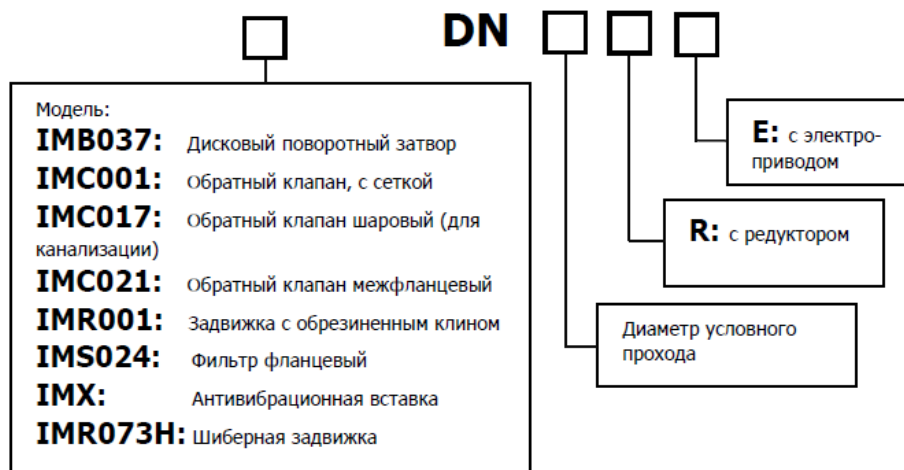 DN
Модель:
IMB037: Дисковый поворотный затвор
IMC001: Обратный клапан, с сеткой
IMC017: Обратный клапан шаровый (для
канализации)
IMC021: Обратный клапан межфланцевый
IMR001: Задвижка с обрезиненным клином
IMS024: Фильтр фланцевый
IMX: Антивибрационная вставка
IMR073H: Шиберная задвижка
E: с электро-
приводом
R: с редуктором
Диаметр условного
прохода